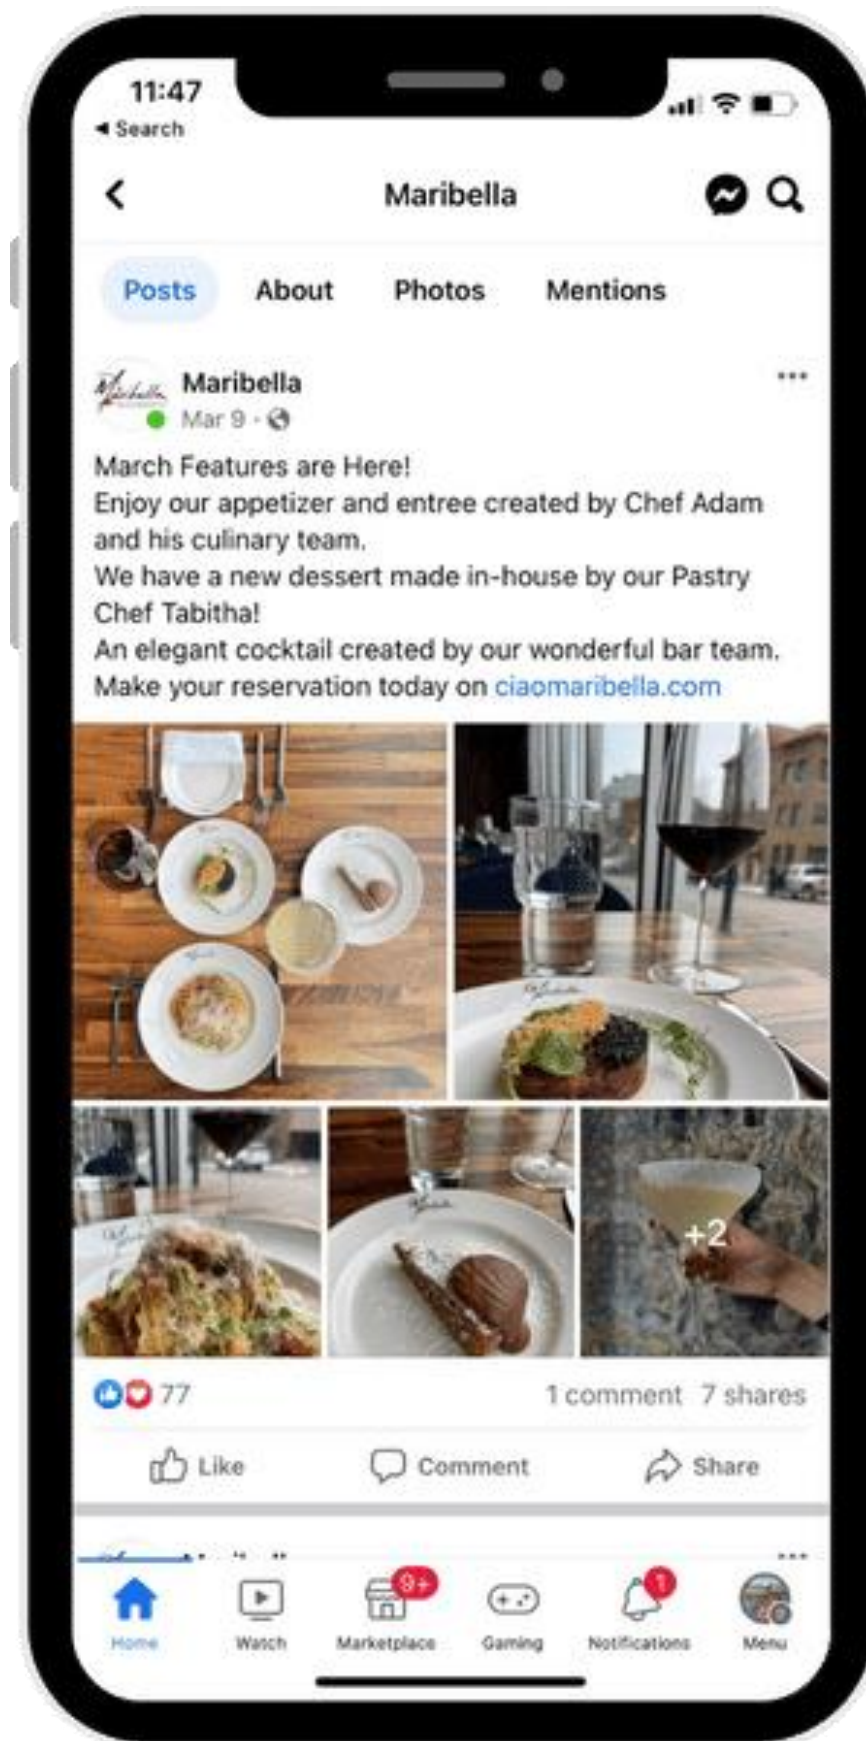 11:47
Search
Maribella
Posts
About
Photos
Mentions
Maribella
Maribella
Mar 9 ·
March Features are Here!
Enjoy our appetizer and entree created by Chef Adam
and his culinary team.
We have a new dessert made in-house by our Pastry
Chef Tabitha!
An elegant cocktail created by our wonderful bar team.
Make your reservation today on ciaomaribella.com
+2
77
1 comment 7 shares
Like
Comment
Share
9+
1
Home
Watch
Marketplace
Gaming
Notifications
Menu